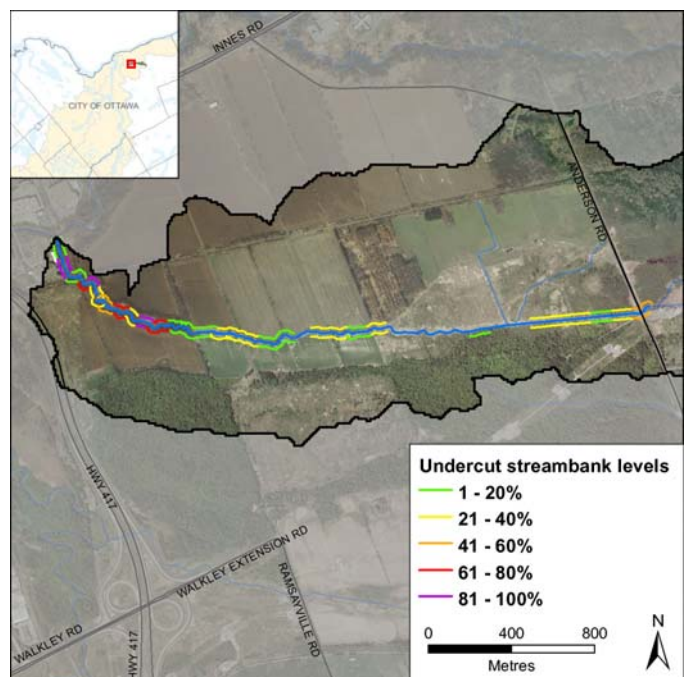 CITY OF OTTAWA
INNES RD
ANDERSON RD
HWY 417
WALKLEY EXTENSION RD
RAMSAYVILLE RD
WALKLEY RD
HWY 417
Undercut streambank levels
1 - 20%
21 - 40%
41 - 60%
61 - 80%
81 - 100%
0 400 800
Metres
N